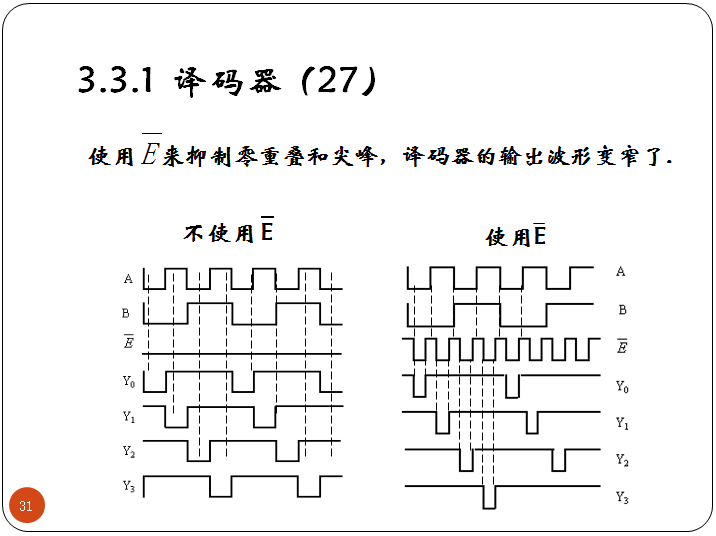 3.3.1 译码器（27）
使用 E̅ 来抑制零重叠和尖峰，译码器的输出波形变窄了.
不使用 E̅
使用E̅
A
B
E̅
Y₀
Y₁
Y₂
Y₃
A
B
E̅
Y₀
Y₁
Y₂
Y₃
31